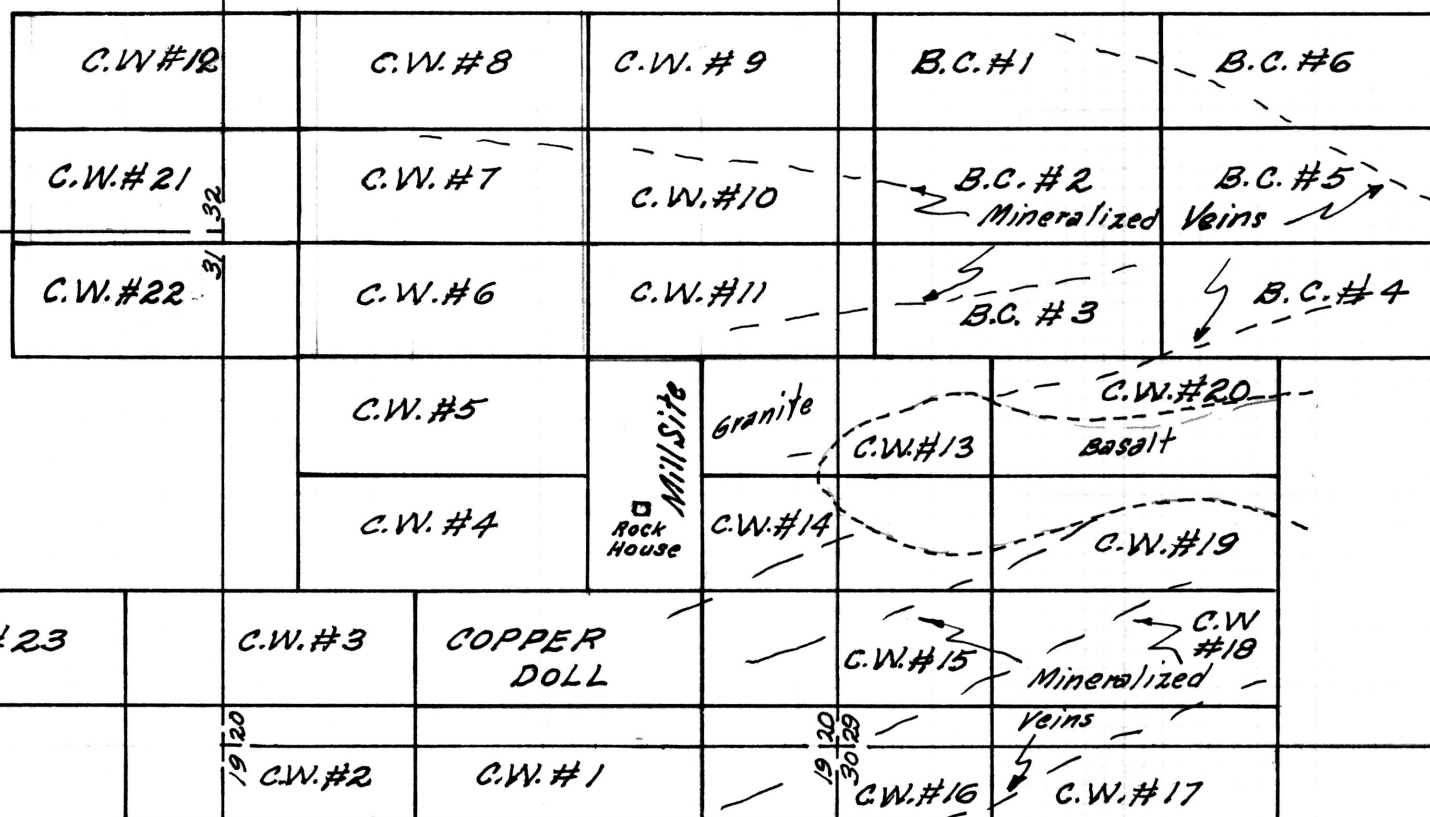 C.W#12
C.W.#8
C.W.#9
B.C.#1
B.C.#6
C.W.#21
C.W.#7
C.W.#10
B.C.#2
B.C.#5
Mineralized Veins
32
31
C.W.#22
C.W.#6
C.W.#11
B.C.#3
B.C.#4
C.W.#5
Mill Site
Granite
C.W.#13
C.W.#20
Basalt
C.W.#4
Rock
House
C.W.#14
C.W.#19
#23
C.W.#3
COPPER
DOLL
C.W.#15
C.W
#18
Mineralized
Veins
19|20
19|20
30|29
C.W.#2
C.W.#1
C.W.#16
C.W.#17